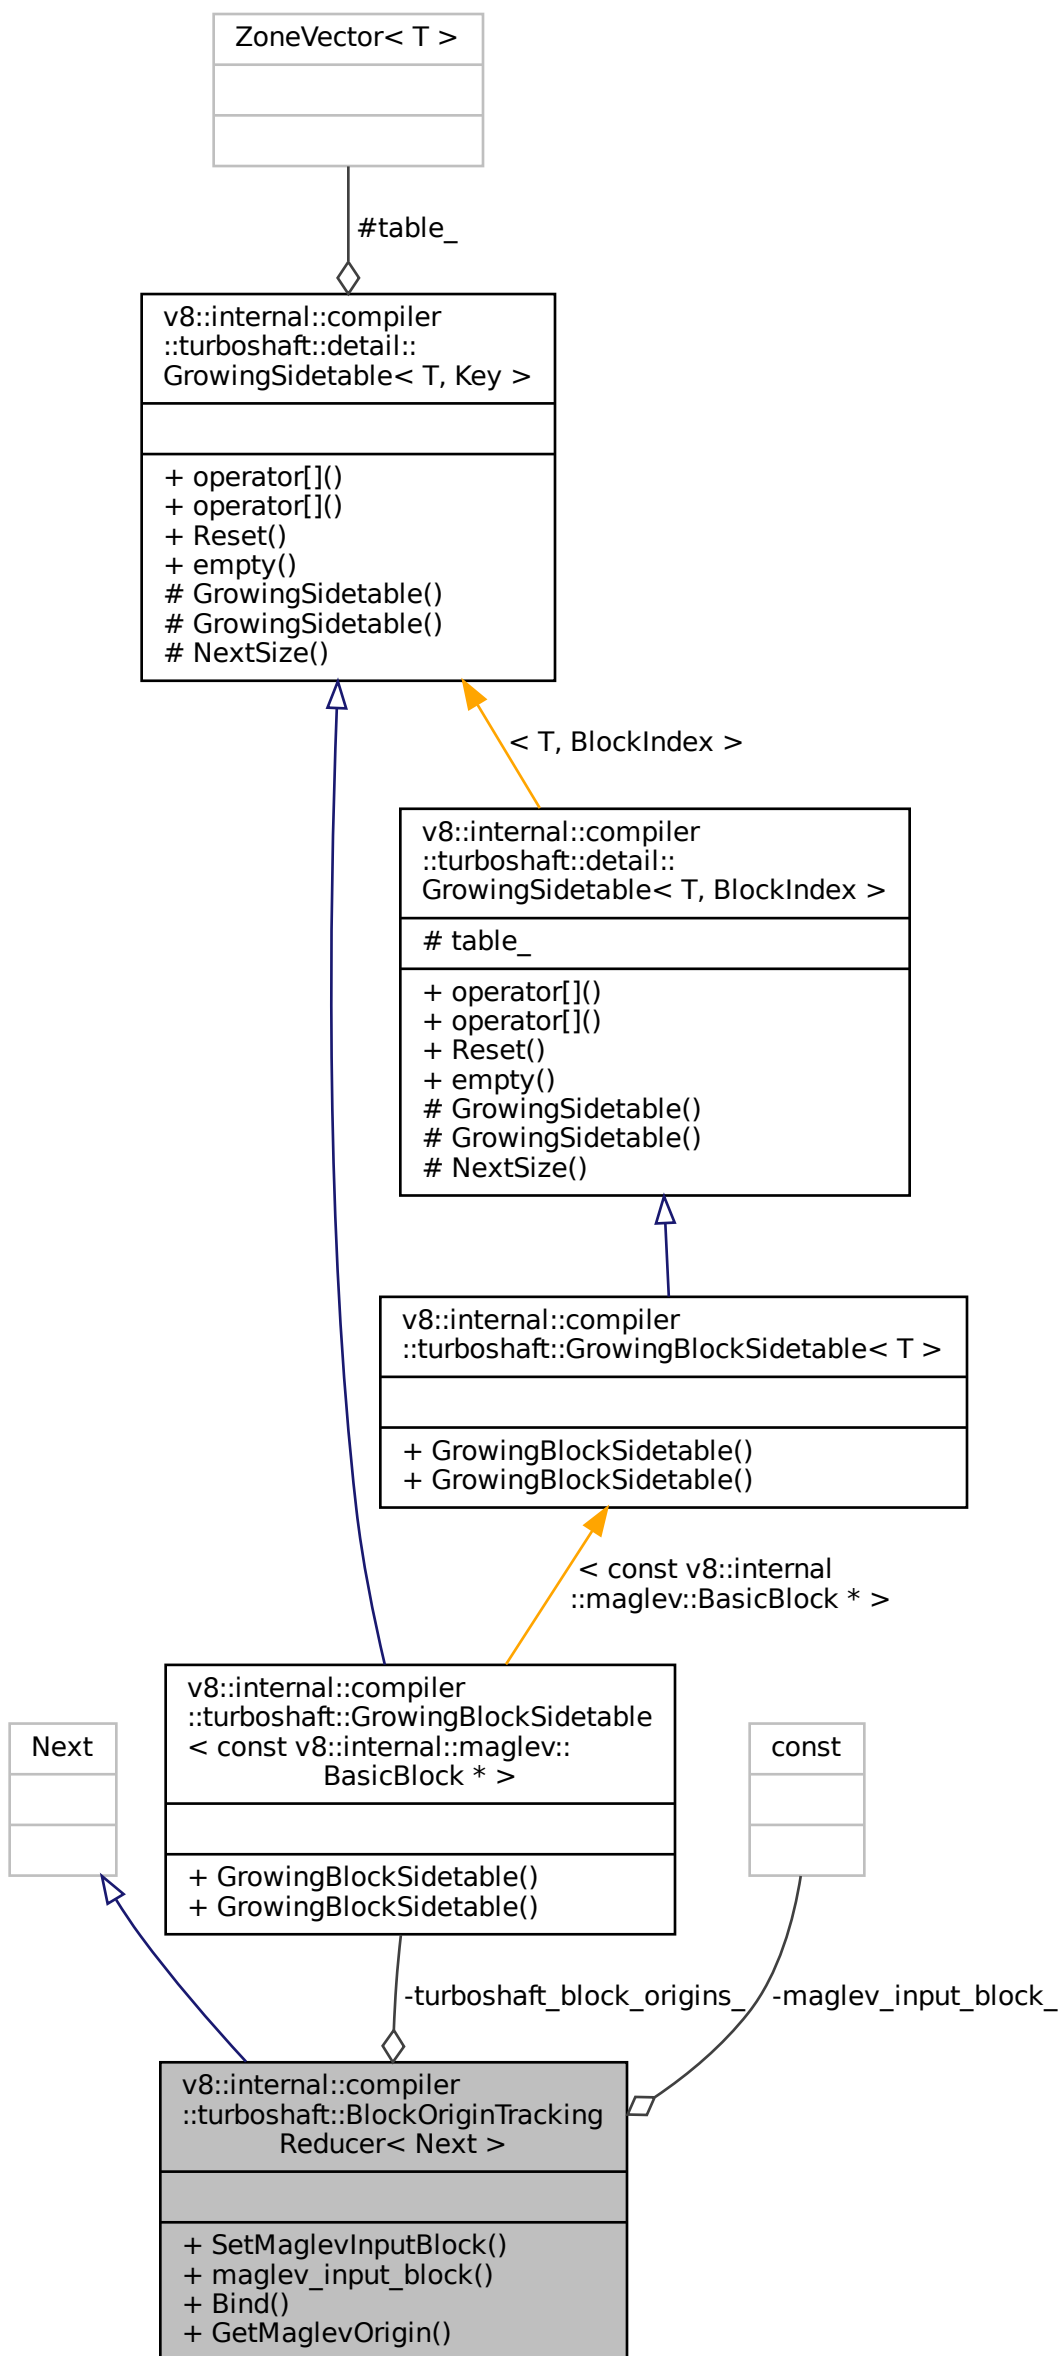 ZoneVector< T >
#table_
v8::internal::compiler
::turboshaft::detail::
GrowingSidetable< T, Key >
+ operator[]()
+ operator[]()
+ Reset()
+ empty()
# GrowingSidetable()
# GrowingSidetable()
# NextSize()
< T, BlockIndex >
v8::internal::compiler
::turboshaft::detail::
GrowingSidetable< T, BlockIndex >
# table_
+ operator[]()
+ operator[]()
+ Reset()
+ empty()
# GrowingSidetable()
# GrowingSidetable()
# NextSize()
v8::internal::compiler
::turboshaft::GrowingBlockSidetable< T >
+ GrowingBlockSidetable()
+ GrowingBlockSidetable()
< const v8::internal
::maglev::BasicBlock * >
v8::internal::compiler
::turboshaft::GrowingBlockSidetable
< const v8::internal::maglev::
BasicBlock * >
+ GrowingBlockSidetable()
+ GrowingBlockSidetable()
Next
const
-turboshaft_block_origins_
-maglev_input_block_
v8::internal::compiler
::turboshaft::BlockOriginTracking
Reducer< Next >
+ SetMaglevInputBlock()
+ maglev_input_block()
+ Bind()
+ GetMaglevOrigin()